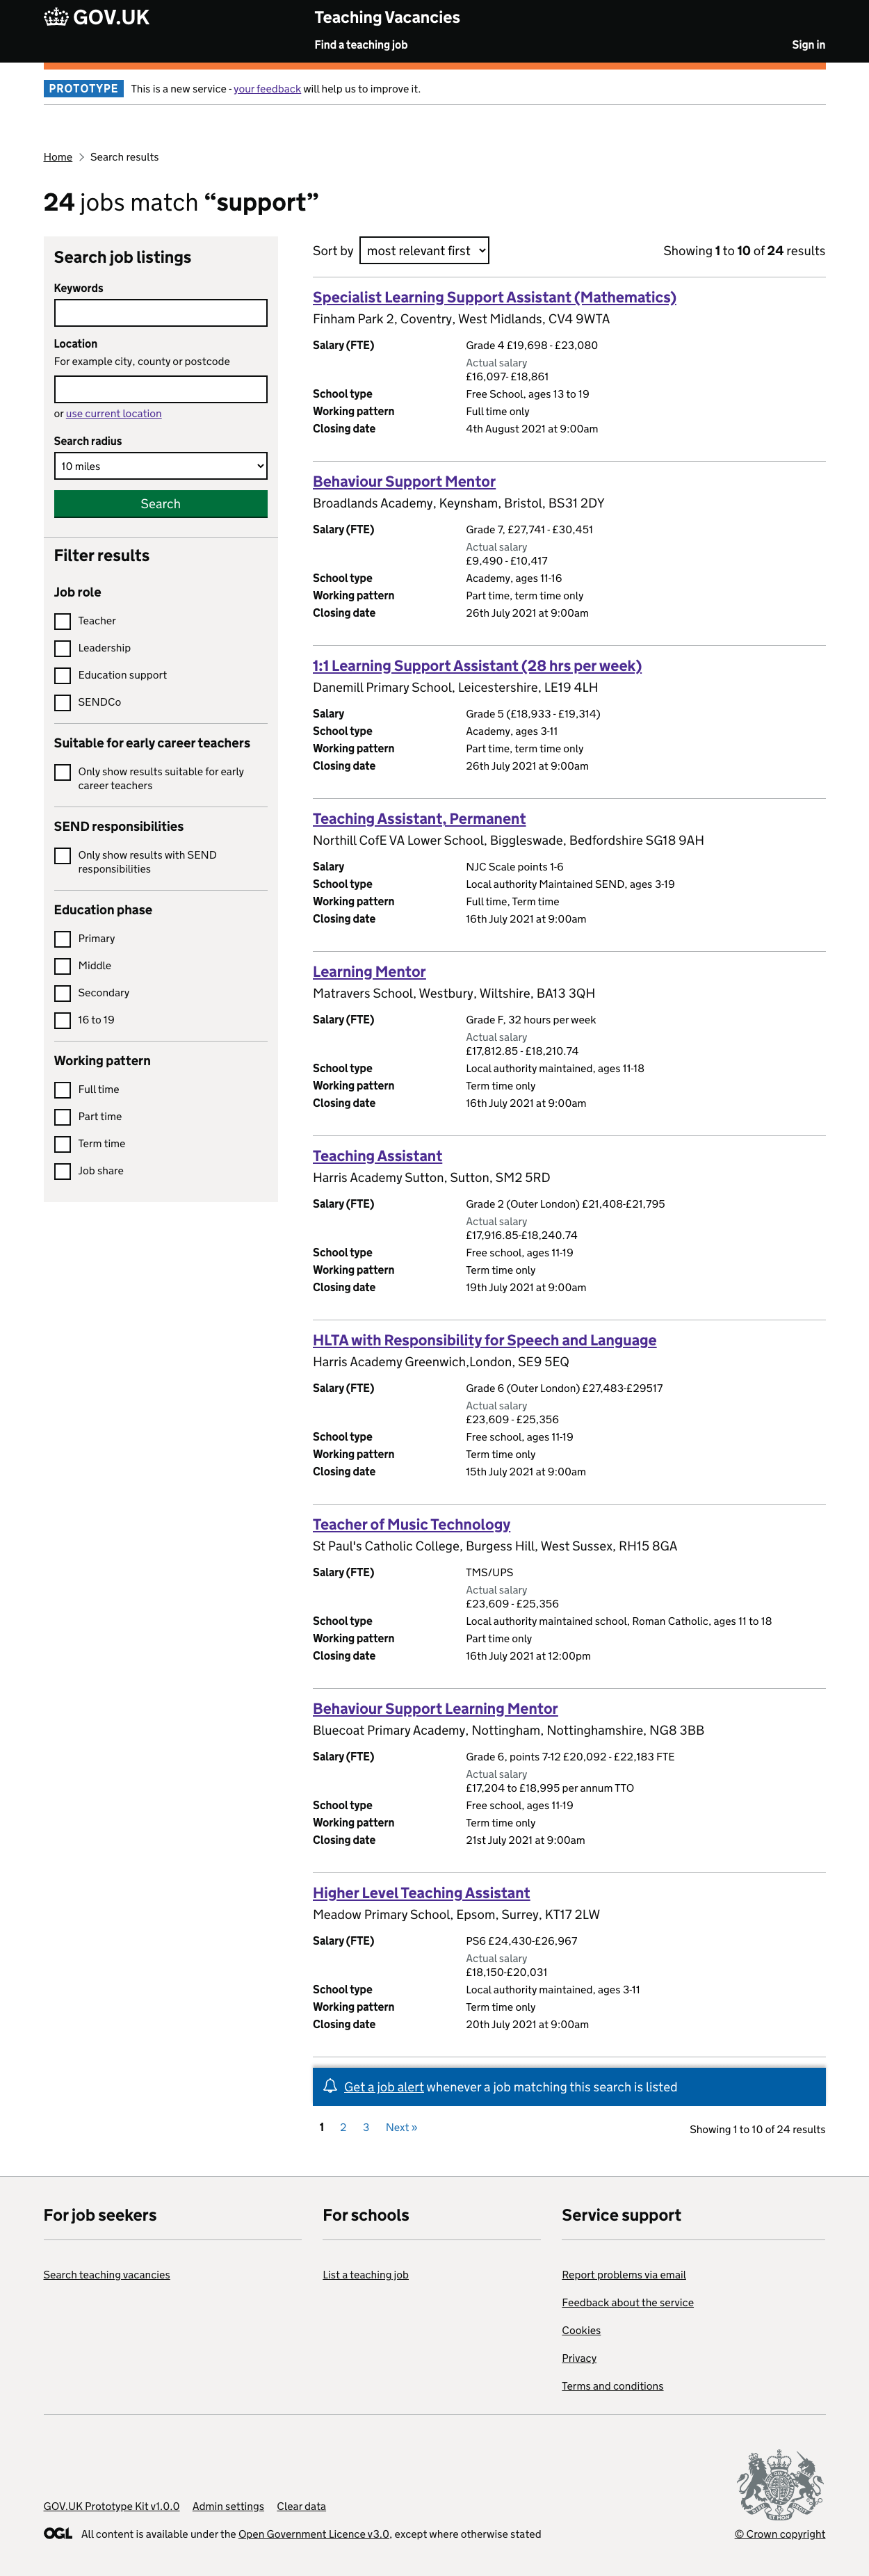 GOV.UK
Teaching Vacancies
Find a teaching job
Sign in
PROTOTYPE This is a new service - your feedback will help us to improve it.
Home Search results
24 jobs match “support”
Search job listings
Keywords
Location
For example city, county or postcode
or use current location
Search radius
10 miles
Search
Filter results
Job role
Teacher
Leadership
Education support
SENDCo
Suitable for early career teachers
Only show results suitable for early
career teachers
SEND responsibilities
Only show results with SEND
responsibilities
Education phase
Primary
Middle
Secondary
16 to 19
Working pattern
Full time
Part time
Term time
Job share
Sort by most relevant first
Showing 1 to 10 of 24 results
Specialist Learning Support Assistant (Mathematics)
Finham Park 2, Coventry, West Midlands, CV4 9WTA
Salary (FTE) Grade 4 £19,698 - £23,080
Actual salary
£16,097- £18,861
School type Free School, ages 13 to 19
Working pattern Full time only
Closing date 4th August 2021 at 9:00am
Behaviour Support Mentor
Broadlands Academy, Keynsham, Bristol, BS31 2DY
Salary (FTE) Grade 7, £27,741 - £30,451
Actual salary
£9,490 - £10,417
School type Academy, ages 11-16
Working pattern Part time, term time only
Closing date 26th July 2021 at 9:00am
1:1 Learning Support Assistant (28 hrs per week)
Danemill Primary School, Leicestershire, LE19 4LH
Salary Grade 5 (£18,933 - £19,314)
School type Academy, ages 3-11
Working pattern Part time, term time only
Closing date 26th July 2021 at 9:00am
Teaching Assistant, Permanent
Northill CofE VA Lower School, Biggleswade, Bedfordshire SG18 9AH
Salary NJC Scale points 1-6
School type Local authority Maintained SEND, ages 3-19
Working pattern Full time, Term time
Closing date 16th July 2021 at 9:00am
Learning Mentor
Matravers School, Westbury, Wiltshire, BA13 3QH
Salary (FTE) Grade F, 32 hours per week
Actual salary
£17,812.85 - £18,210.74
School type Local authority maintained, ages 11-18
Working pattern Term time only
Closing date 16th July 2021 at 9:00am
Teaching Assistant
Harris Academy Sutton, Sutton, SM2 5RD
Salary (FTE) Grade 2 (Outer London) £21,408-£21,795
Actual salary
£17,916.85-£18,240.74
School type Free school, ages 11-19
Working pattern Term time only
Closing date 19th July 2021 at 9:00am
HLTA with Responsibility for Speech and Language
Harris Academy Greenwich,London, SE9 5EQ
Salary (FTE) Grade 6 (Outer London) £27,483-£29517
Actual salary
£23,609 - £25,356
School type Free school, ages 11-19
Working pattern Term time only
Closing date 15th July 2021 at 9:00am
Teacher of Music Technology
St Paul's Catholic College, Burgess Hill, West Sussex, RH15 8GA
Salary (FTE) TMS/UPS
Actual salary
£23,609 - £25,356
School type Local authority maintained school, Roman Catholic, ages 11 to 18
Working pattern Part time only
Closing date 16th July 2021 at 12:00pm
Behaviour Support Learning Mentor
Bluecoat Primary Academy, Nottingham, Nottinghamshire, NG8 3BB
Salary (FTE) Grade 6, points 7-12 £20,092 - £22,183 FTE
Actual salary
£17,204 to £18,995 per annum TTO
School type Free school, ages 11-19
Working pattern Term time only
Closing date 21st July 2021 at 9:00am
Higher Level Teaching Assistant
Meadow Primary School, Epsom, Surrey, KT17 2LW
Salary (FTE) PS6 £24,430-£26,967
Actual salary
£18,150-£20,031
School type Local authority maintained, ages 3-11
Working pattern Term time only
Closing date 20th July 2021 at 9:00am
Get a job alert whenever a job matching this search is listed
1 2 3 Next »
Showing 1 to 10 of 24 results
For job seekers
Search teaching vacancies
For schools
List a teaching job
Service support
Report problems via email
Feedback about the service
Cookies
Privacy
Terms and conditions
GOV.UK Prototype Kit v1.0.0 Admin settings Clear data
OGL All content is available under the Open Government Licence v3.0, except where otherwise stated
© Crown copyright